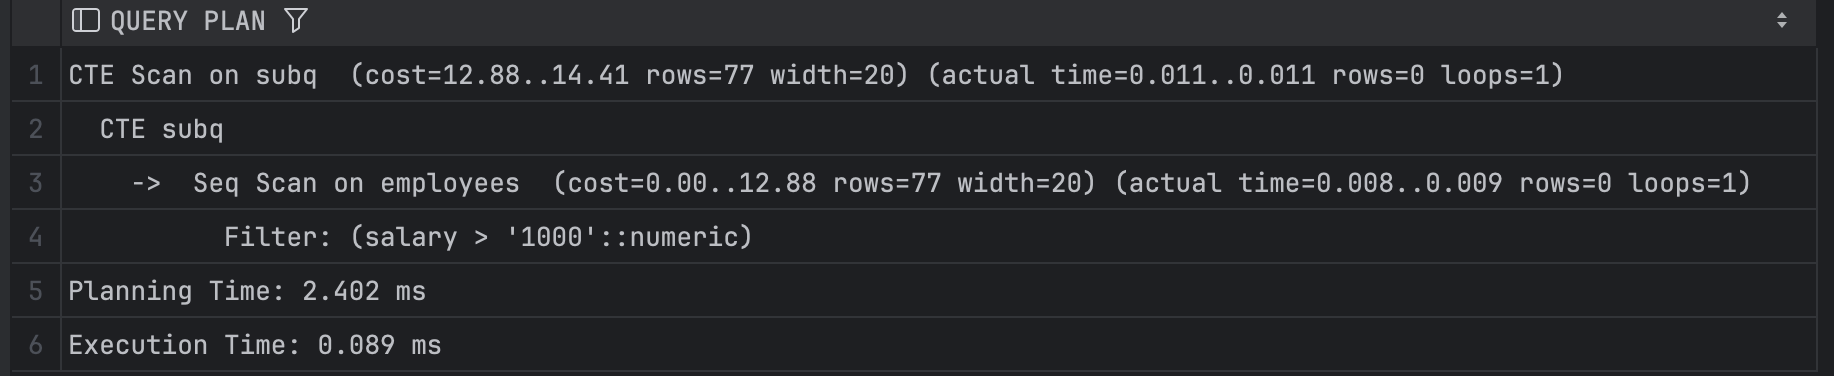 QUERY PLAN
1 CTE Scan on subq  (cost=12.88..14.41 rows=77 width=20) (actual time=0.011..0.011 rows=0 loops=1)
2   CTE subq
3     ->  Seq Scan on employees  (cost=0.00..12.88 rows=77 width=20) (actual time=0.008..0.009 rows=0 loops=1)
4           Filter: (salary > '1000'::numeric)
5 Planning Time: 2.402 ms
6 Execution Time: 0.089 ms